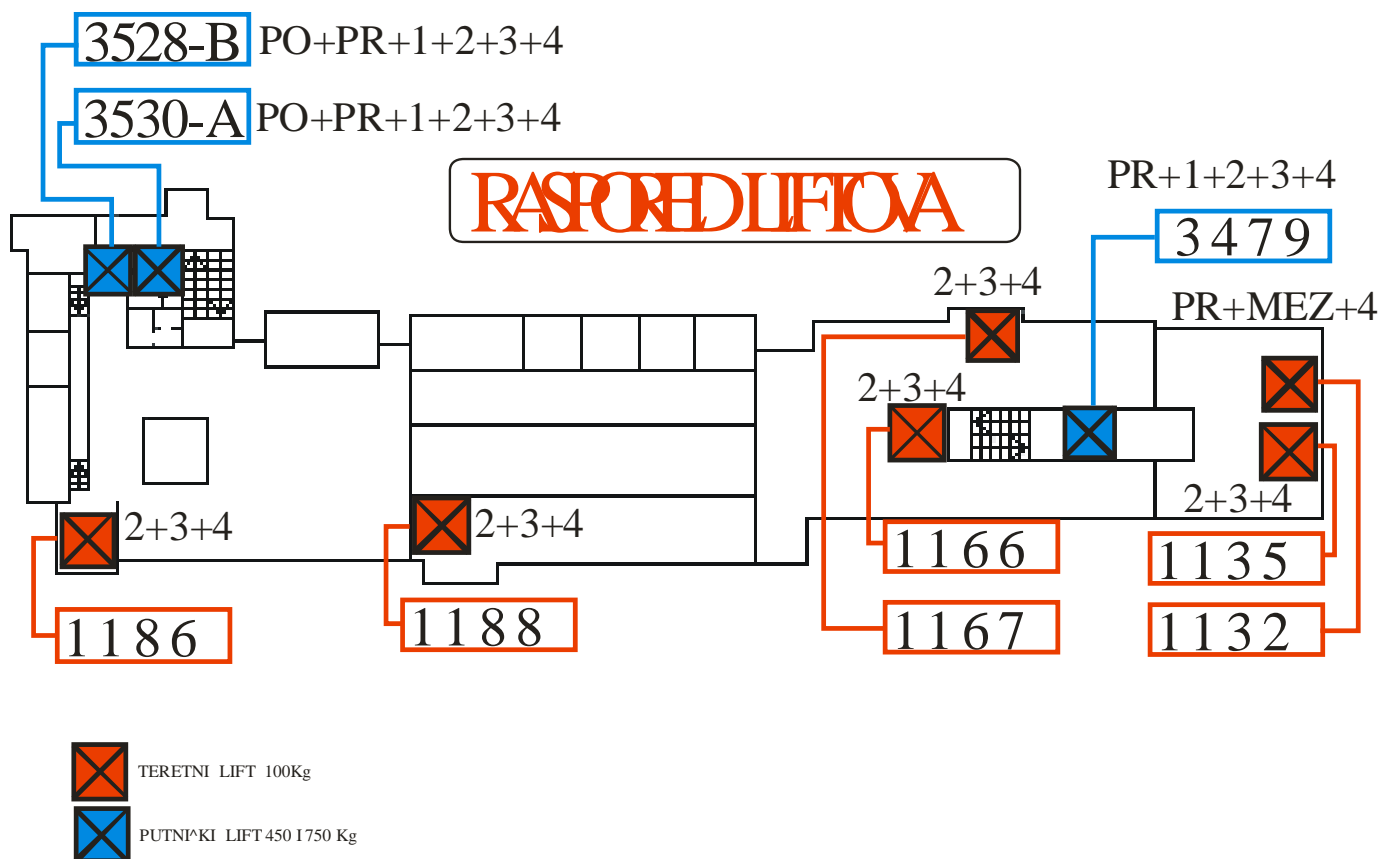 3528-B PO+PR+1+2+3+4
3530-A PO+PR+1+2+3+4
RASPORED LIFTOVA
PR+1+2+3+4
3479
2+3+4
PR+MEZ+4
2+3+4
2+3+4
2+3+4
2+3+4
1166
1135
1186
1188
1167
1132
TERETNI LIFT 100Kg
PUTNI^KI LIFT 450 I 750 Kg